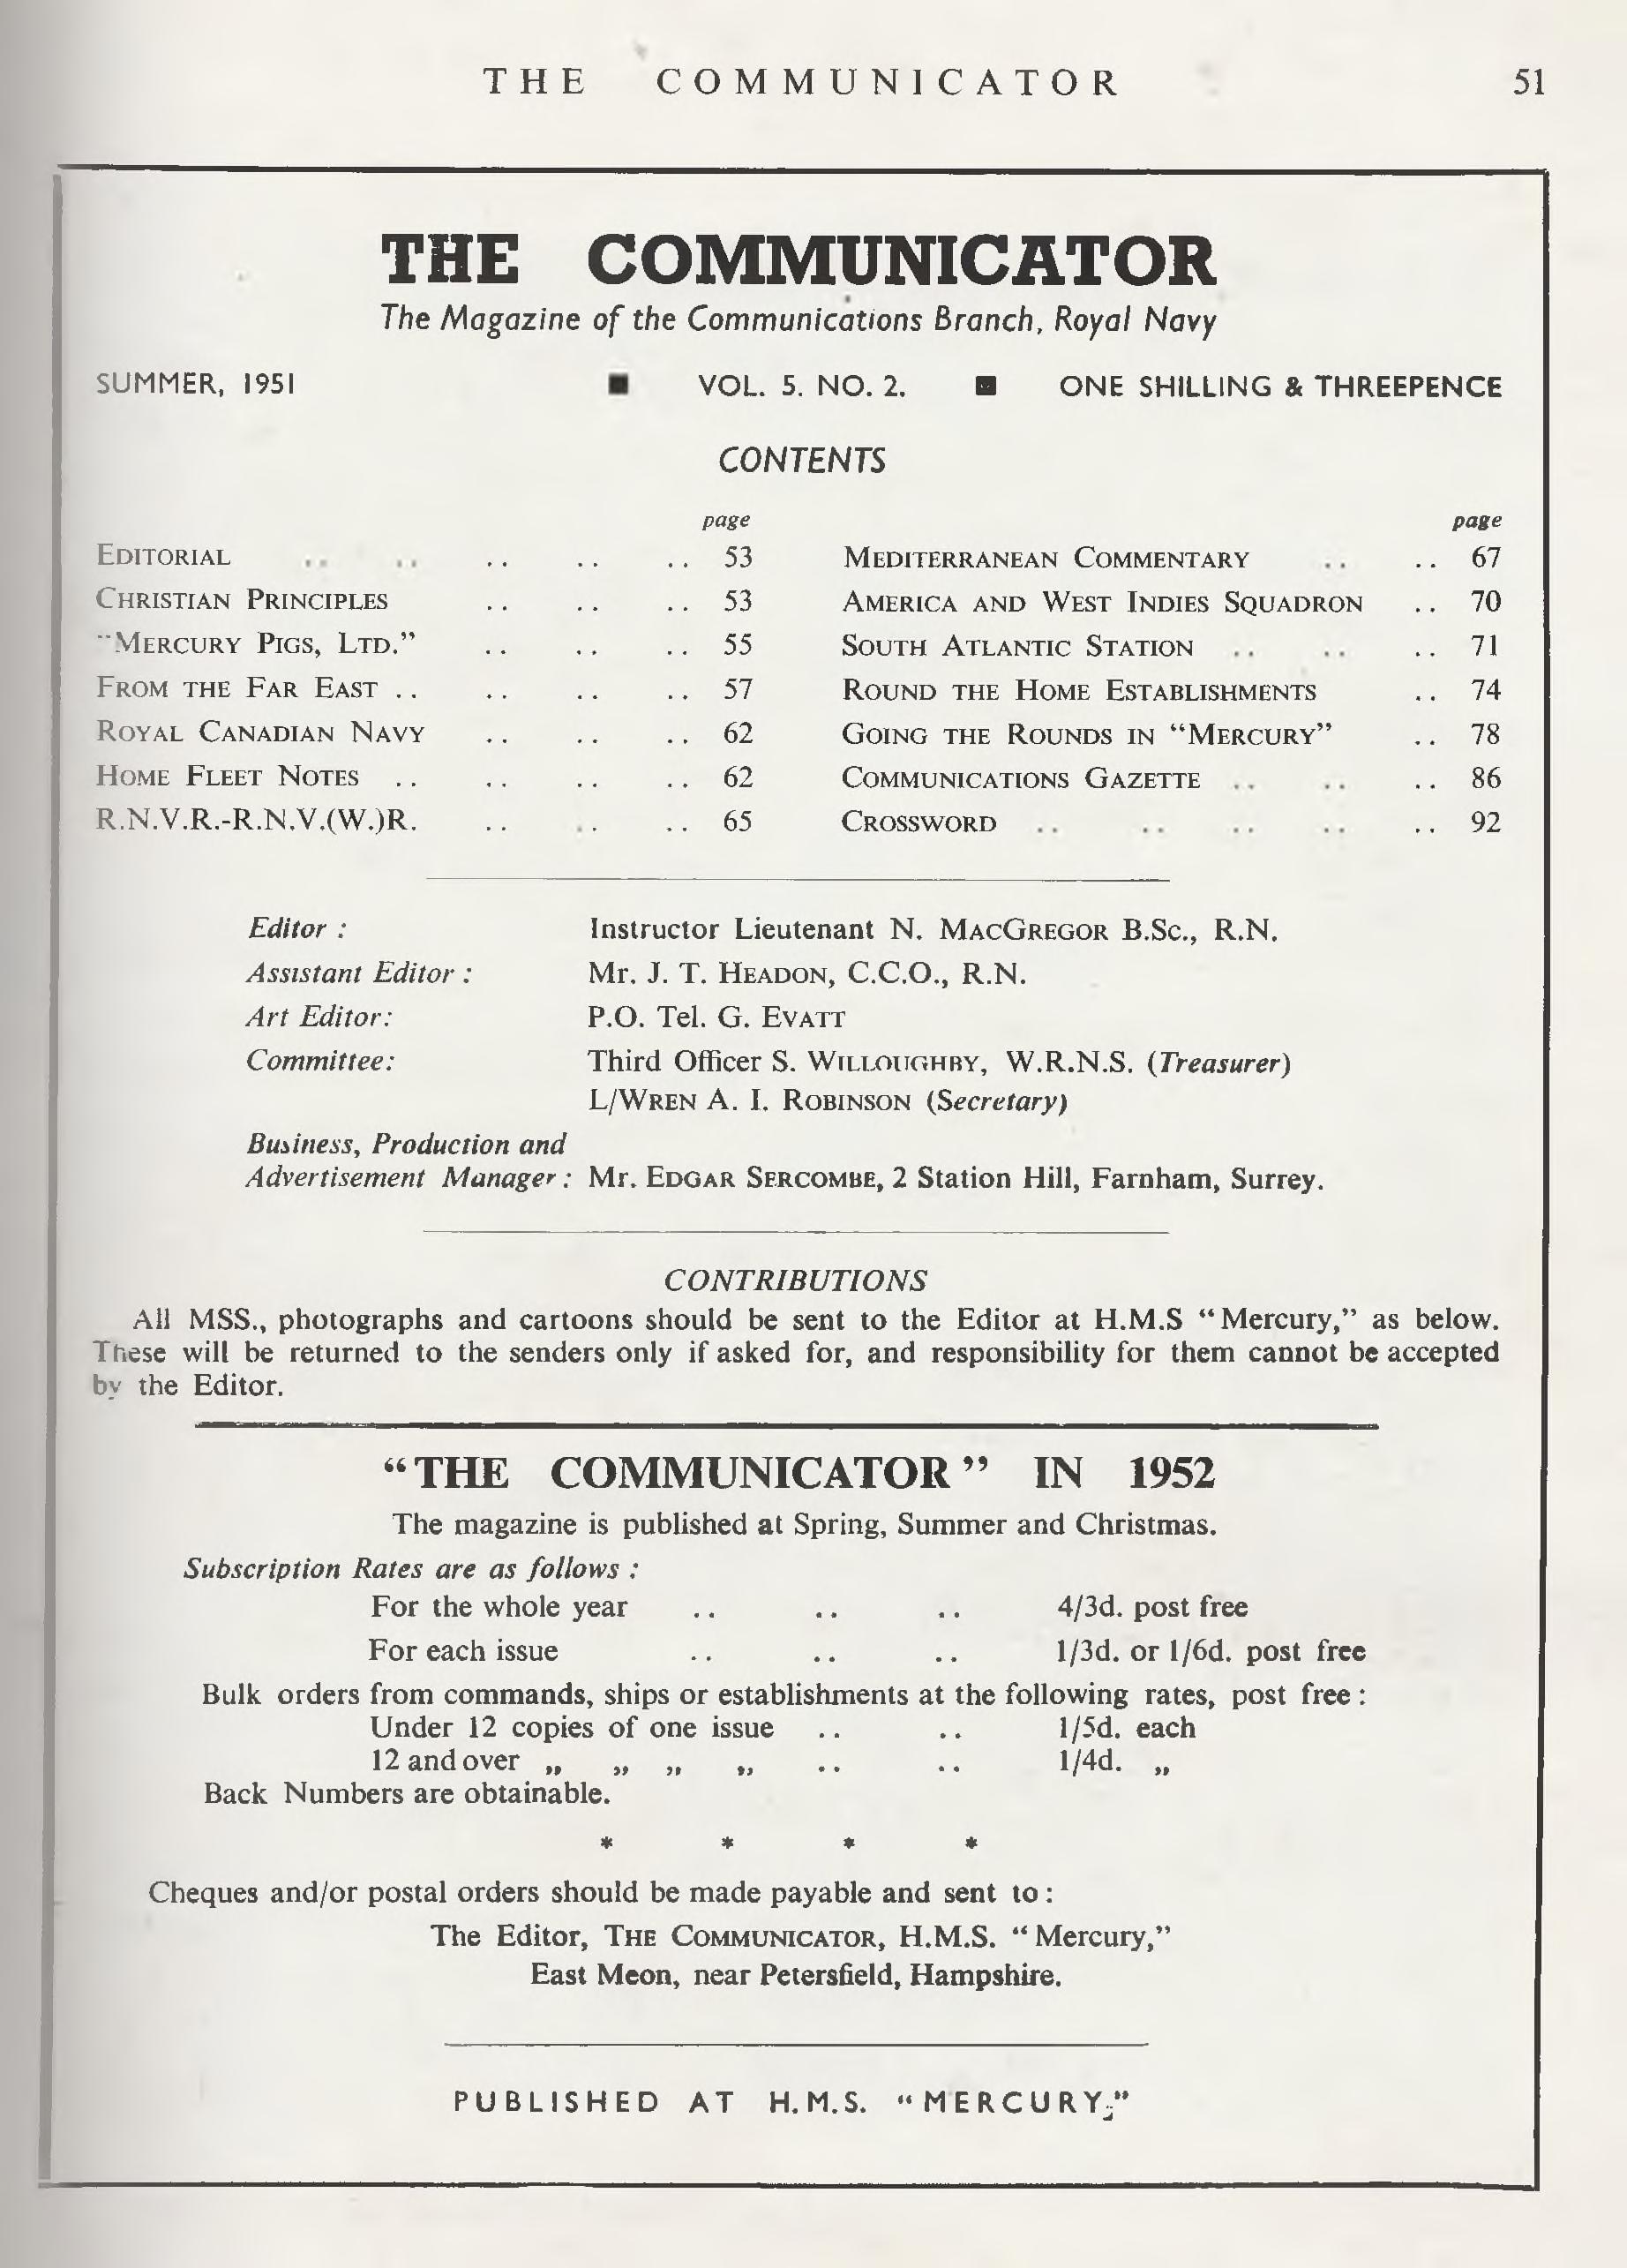 THE COMMUNICATOR 51
THE COMMUNICATOR
The Magazine of the Communications Branch, Royal Navy
SUMMER, 1951 ■ VOL. 5. NO. 2. ■ ONE SHILLING & THREEPENCE
CONTENTS
page
EDITORIAL .. .. .. .. .. 53
CHRISTIAN PRINCIPLES .. .. .. 53
"MERCURY PIGS, LTD." .. .. .. 55
FROM THE FAR EAST .. .. .. .. 57
ROYAL CANADIAN NAVY .. .. .. 62
HOME FLEET NOTES .. .. .. .. 62
R.N.V.R.-R.N.V.(W.)R. .. .. .. 65
page
MEDITERRANEAN COMMENTARY .. .. 67
AMERICA AND WEST INDIES SQUADRON .. 70
SOUTH ATLANTIC STATION .. .. .. 71
ROUND THE HOME ESTABLISHMENTS .. 74
GOING THE ROUNDS IN "MERCURY" .. 78
COMMUNICATIONS GAZETTE .. .. .. 86
CROSSWORD .. .. .. .. .. 92
Editor : Instructor Lieutenant N. MACGREGOR B.Sc., R.N.
Assistant Editor : Mr. J. T. HEADON, C.C.O., R.N.
Art Editor: P.O. Tel. G. EVATT
Committee: Third Officer S. WILLOUGHBY, W.R.N.S. (Treasurer)
L/WREN A. I. ROBINSON (Secretary)
Business, Production and
Advertisement Manager : Mr. EDGAR SERCOMBE, 2 Station Hill, Farnham, Surrey.
CONTRIBUTIONS
All MSS., photographs and cartoons should be sent to the Editor at H.M.S "Mercury," as below.
These will be returned to the senders only if asked for, and responsibility for them cannot be accepted
by the Editor.
"THE COMMUNICATOR" IN 1952
The magazine is published at Spring, Summer and Christmas.
Subscription Rates are as follows :
For the whole year .. .. .. 4/3d. post free
For each issue .. .. .. 1/3d. or 1/6d. post free
Bulk orders from commands, ships or establishments at the following rates, post free :
Under 12 copies of one issue .. .. 1/5d. each
12 and over „ „ „ „ .. .. 1/4d. „
Back Numbers are obtainable.
* * * *
Cheques and/or postal orders should be made payable and sent to :
The Editor, THE COMMUNICATOR, H.M.S. "Mercury,"
East Meon, near Petersfield, Hampshire.
PUBLISHED AT H.M.S. "MERCURY,"